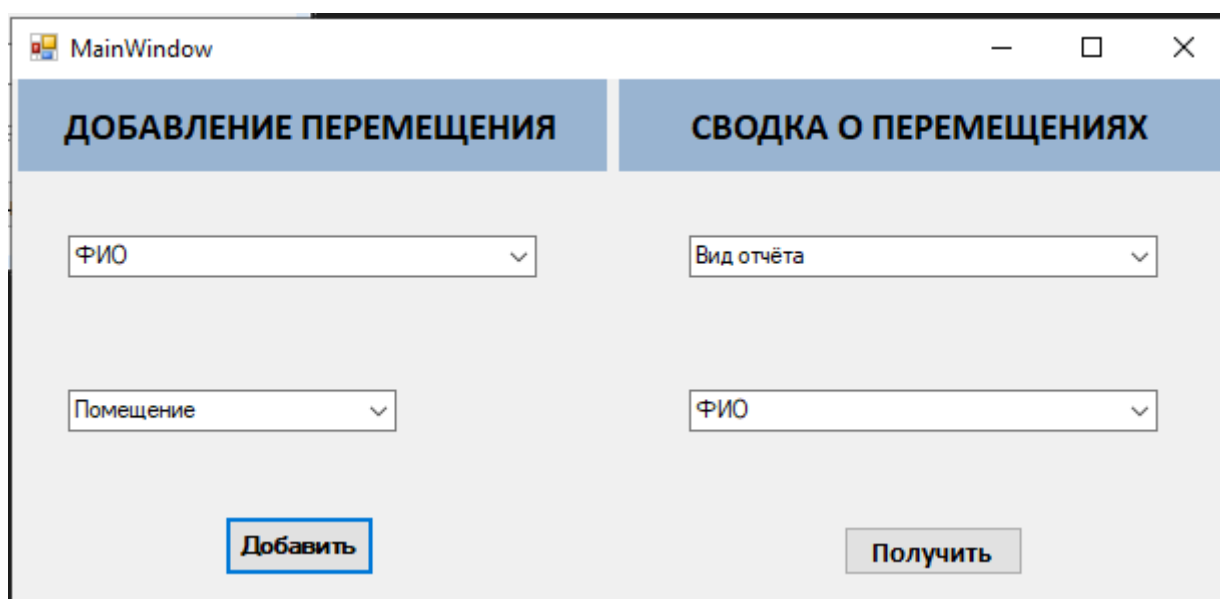 MainWindow
ДОБАВЛЕНИЕ ПЕРЕМЕЩЕНИЯ
СВОДКА О ПЕРЕМЕЩЕНИЯХ
ФИО
Вид отчёта
Помещение
ФИО
Добавить
Получить